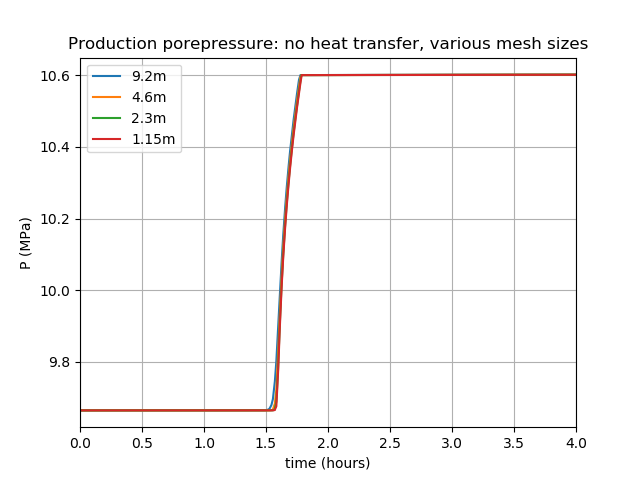 Production porepressure: no heat transfer, various mesh sizes
9.2m
4.6m
2.3m
1.15m
P (MPa)
10.6
10.4
10.2
10.0
9.8
0.0 0.5 1.0 1.5 2.0 2.5 3.0 3.5 4.0
time (hours)